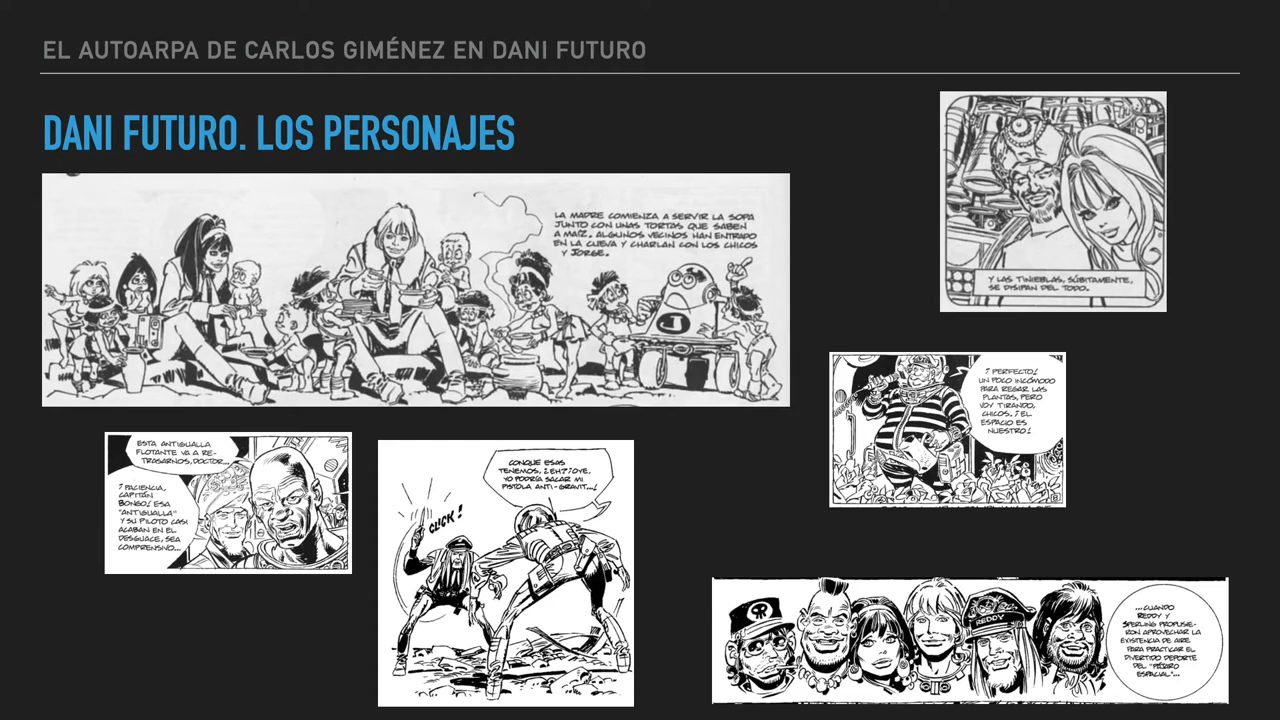 EL AUTOARPA DE CARLOS GIMÉNEZ EN DANI FUTURO
DANI FUTURO. LOS PERSONAJES
LA MADRE COMIENZA A SERVIR LA SOPA
JUNTO CON UNAS TORTAS QUE SABEN
A MAÍZ. ALGUNOS VECINOS HAN ENTRADO
EN LA CUEVA Y CHARLAN CON LOS CHICOS
Y JORGE.
J
Y LAS TINIEBLAS, SÚBITAMENTE,
SE DISIPAN DEL TODO.
¡PERFECTO!
UN POCO INCÓMODO
PARA REGAR LAS
PLANTAS, PERO
VOY TIRANDO,
CHICOS. ¡EL
ESPACIO ES
NUESTRO!
ESTA ANTIGUALLA
FLOTANTE VA A RE-
TRASARNOS, DOCTOR...
¡PACIENCIA,
CAPITÁN
BONGO! ESA
"ANTIGUALLA"
Y SU PILOTO CASI
ACABAN EN EL
DESGUACE, SEA
COMPRENSIVO...
CONQUE ESAS
TENEMOS, ¿EH? ¡OYE,
YO PODRÍA SACAR MI
PISTOLA ANTI-GRAVIT...!
CLICK!
REDDY
...CUANDO
REDDY Y
SPERLING PROPUSIE-
RON APROVECHAR LA
EXISTENCIA DE AIRE
PARA PRACTICAR EL
DIVERTIDO DEPORTE
DEL "PÁJARO
ESPACIAL"...